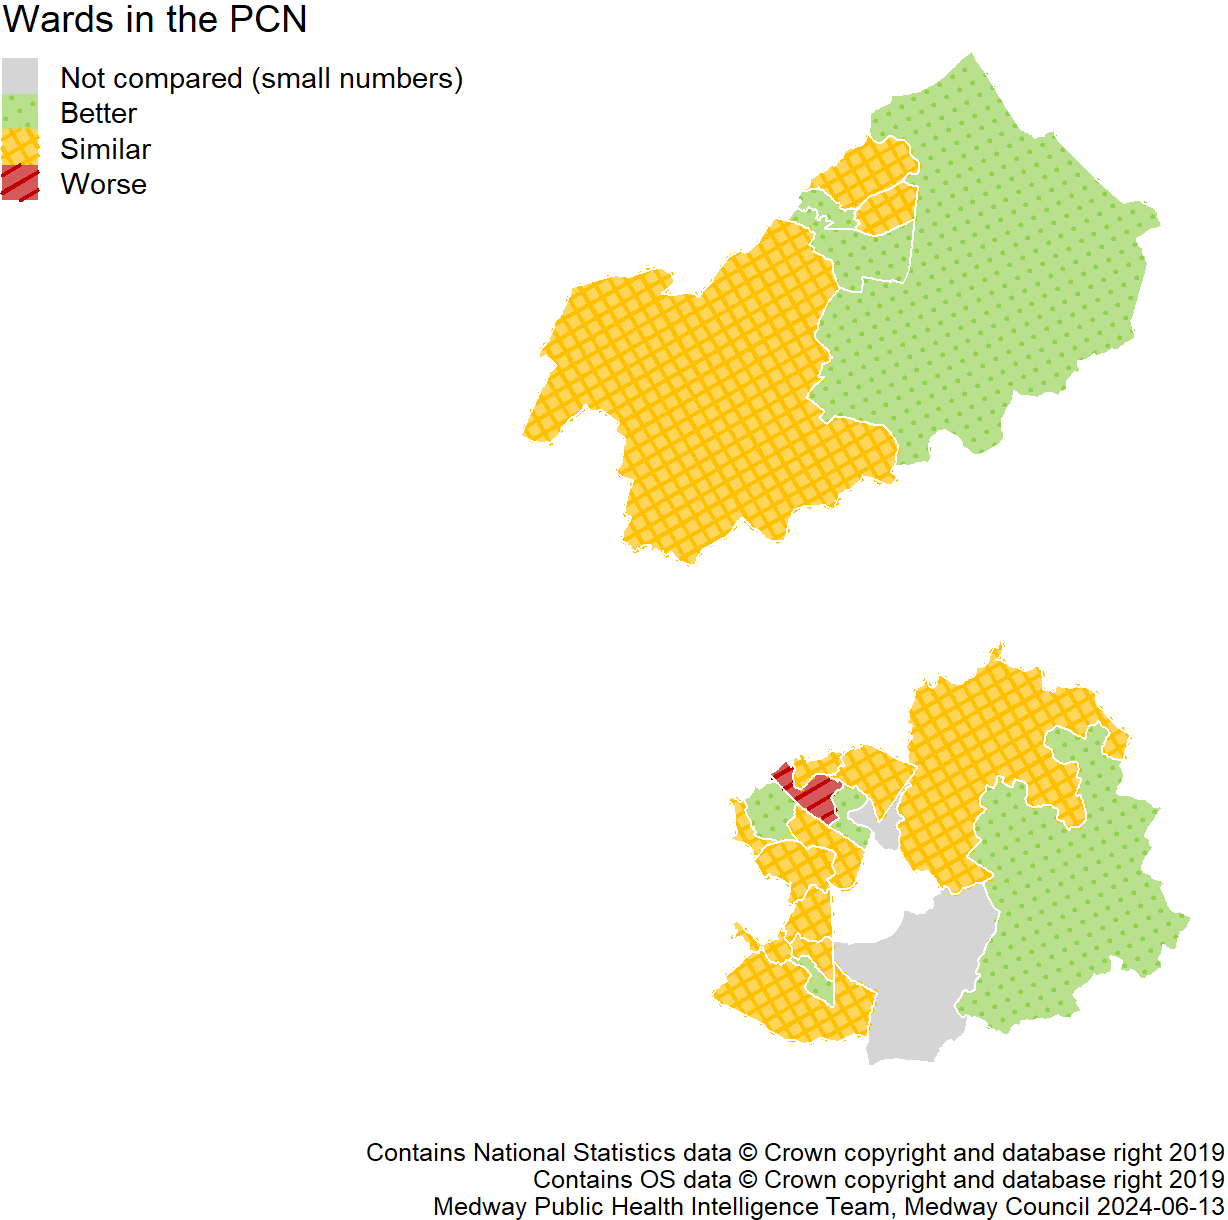 Wards in the PCN
Not compared (small numbers)
Better
Similar
Worse
Contains National Statistics data © Crown copyright and database right 2019
Contains OS data © Crown copyright and database right 2019
Medway Public Health Intelligence Team, Medway Council 2024-06-13